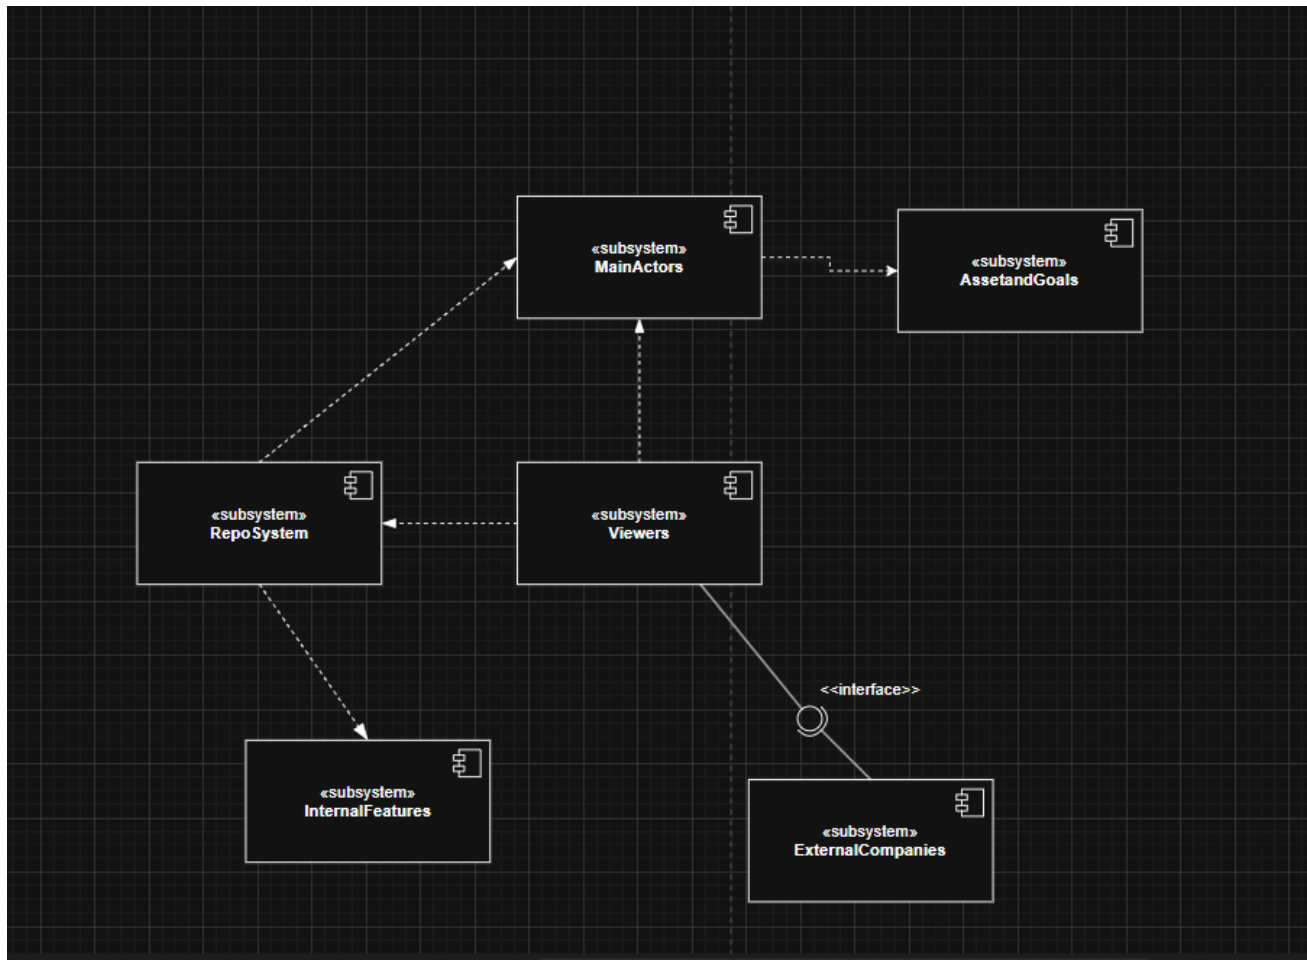 «subsystem»
MainActors
«subsystem»
AssetandGoals
«subsystem»
RepoSystem
«subsystem»
Viewers
<<interface>>
«subsystem»
InternalFeatures
«subsystem»
ExternalCompanies